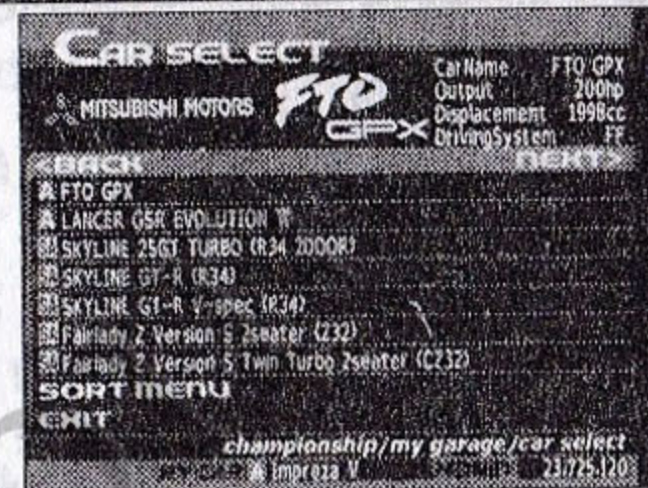 CAR SELECT
MITSUBISHI MOTORS
FTO
GPX
CarName FTO GPX
Output 200hp
Displacement 1998cc
DrivingSystem FF
<BACK NEXT>
A FTO GPX
A LANCER GSR EVOLUTION
SKYLINE 25GT TURBO (R34 2DOOR)
SKYLINE GT-R (R34)
SKYLINE GT-R V-spec (R34)
Fairlady Z Version S 2seater (Z32)
Fairlady Z Version S Twin Turbo 2seater (CZ32)
SORT MENU
EXIT
championship/my garage/car select
A Impreza V 23,725,120